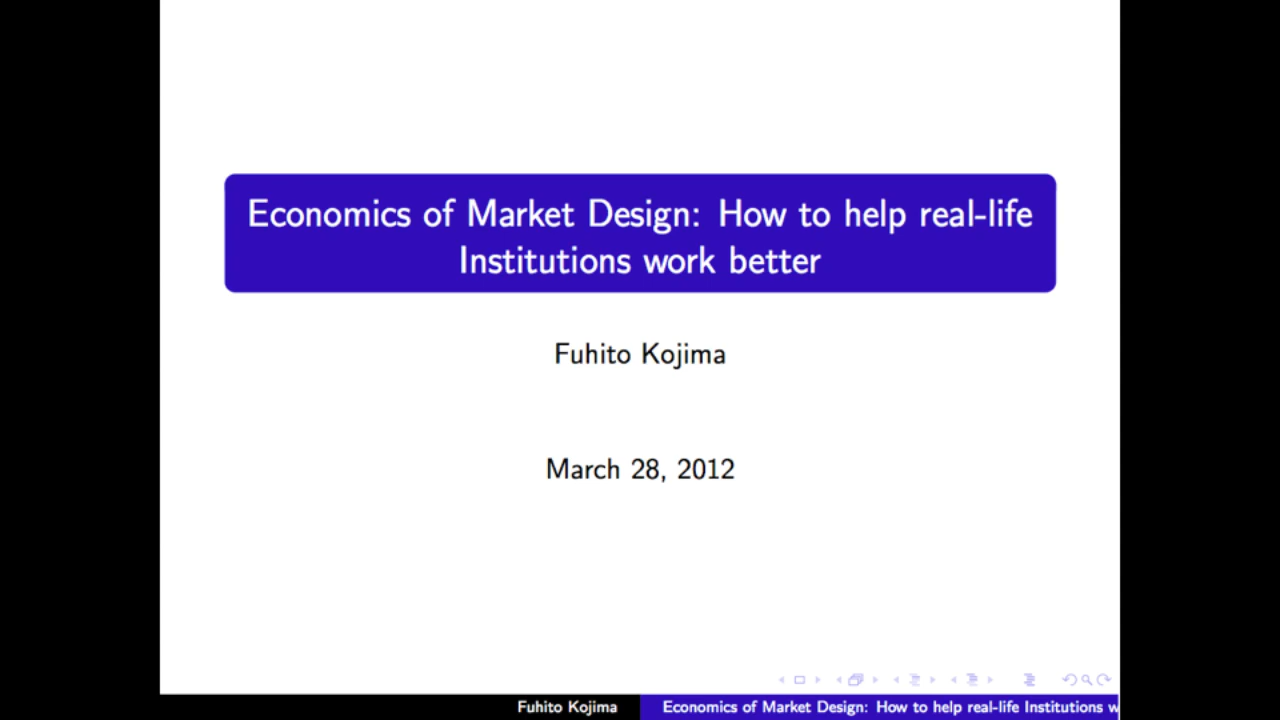 Economics of Market Design: How to help real-life
Institutions work better
Fuhito Kojima
March 28, 2012
Fuhito Kojima
Economics of Market Design: How to help real-life Institutions w